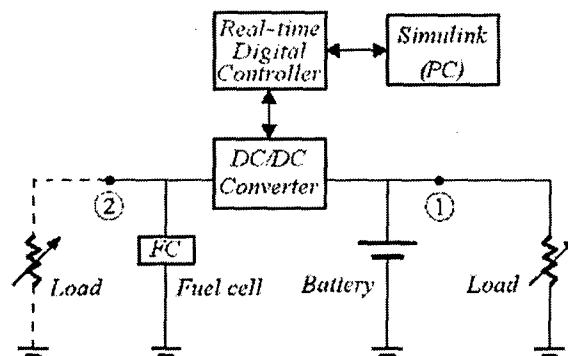 Real-time
Digital
Controller
Simulink
(PC)
DC/DC
Converter
②
①
FC
Load
Fuel cell
Battery
Load